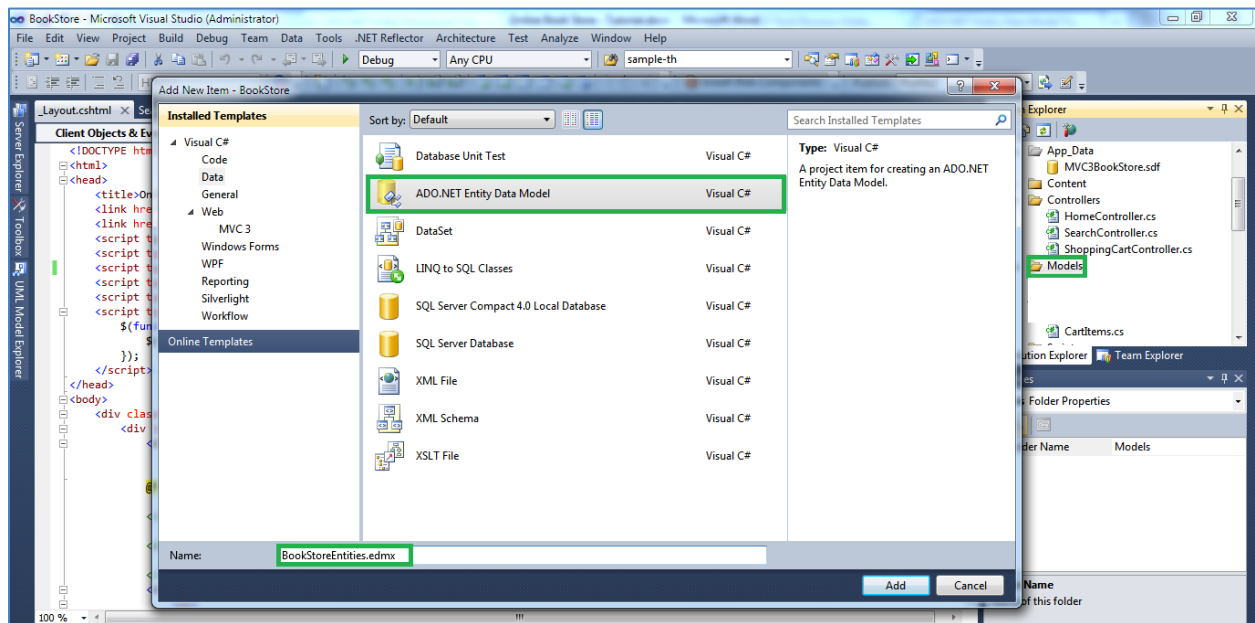 BookStore - Microsoft Visual Studio (Administrator)
File Edit View Project Build Debug Team Data Tools .NET Reflector Architecture Test Analyze Window Help
Debug Any CPU sample-th
Add New Item - BookStore
_Layout.cshtml
Client Objects & Ev
<!DOCTYPE htm
<html>
<head>
<title>On
<link hre
<link hre
<script t
<script t
<script t
<script t
<script t
<script t
$(fun
$
});
</script>
</head>
<body>
<div clas
<div
<
100 %
Server Explorer
Toolbox
UML Model Explorer
Installed Templates
Visual C#
Code
Data
General
Web
MVC 3
Windows Forms
WPF
Reporting
Silverlight
Workflow
Online Templates
Sort by: Default
Search Installed Templates
Database Unit Test Visual C#
ADO.NET Entity Data Model Visual C#
DataSet Visual C#
LINQ to SQL Classes Visual C#
SQL Server Compact 4.0 Local Database Visual C#
SQL Server Database Visual C#
XML File Visual C#
XML Schema Visual C#
XSLT File Visual C#
Type: Visual C#
A project item for creating an ADO.NET
Entity Data Model.
Name: BookStoreEntities.edmx
Add Cancel
Explorer
App_Data
MVC3BookStore.sdf
Content
Controllers
HomeController.cs
SearchController.cs
ShoppingCartController.cs
Models
CartItems.cs
ution Explorer Team Explorer
es
Folder Properties
der Name Models
Name
of this folder